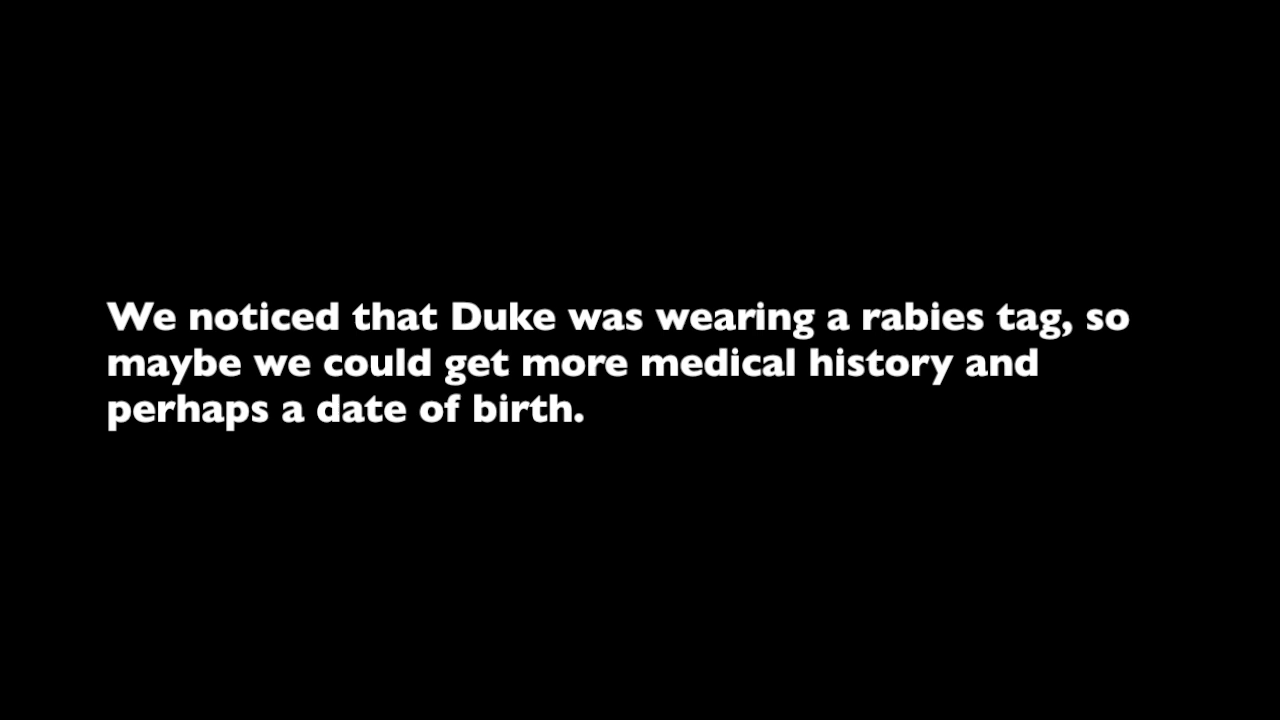 We noticed that Duke was wearing a rabies tag, so
maybe we could get more medical history and
perhaps a date of birth.